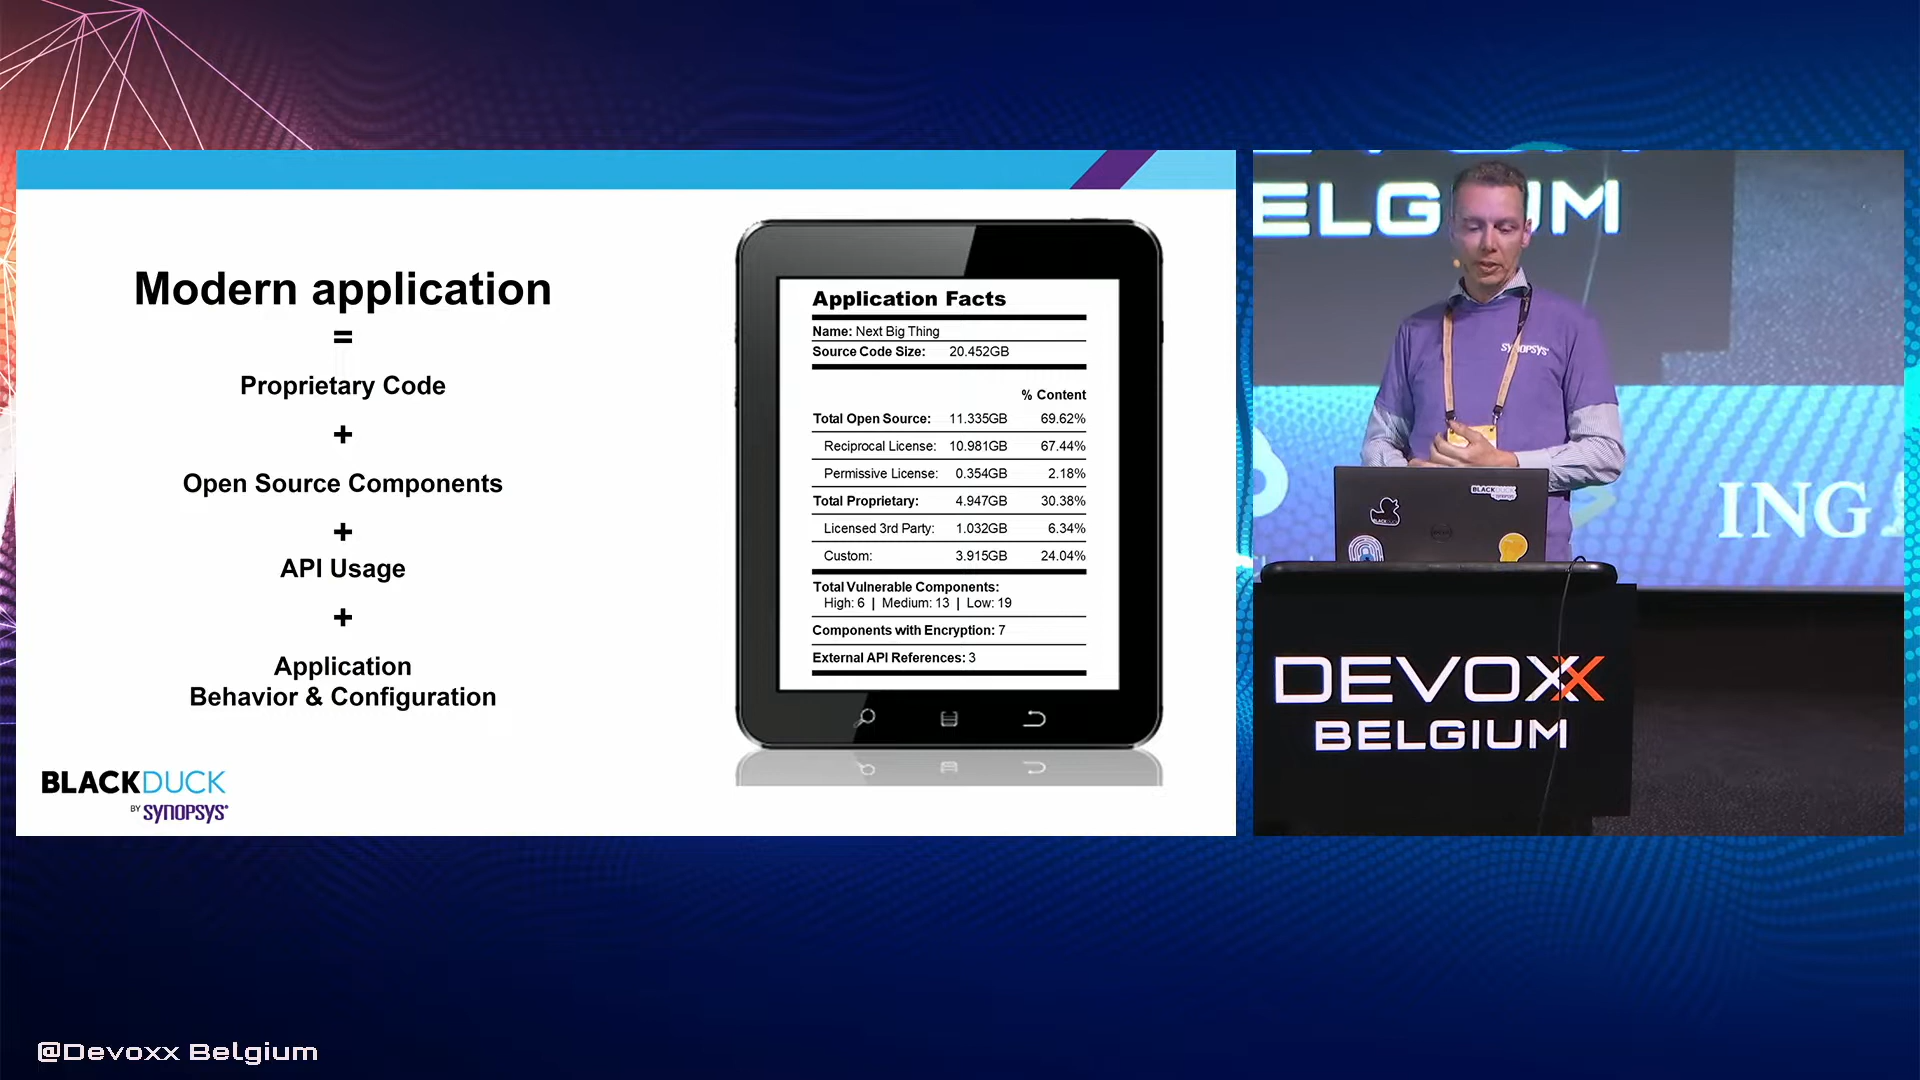 Modern application
=
Proprietary Code
+
Open Source Components
+
API Usage
+
Application
Behavior & Configuration
BLACKDUCK
BY SYNOPSYS
Application Facts
Name: Next Big Thing
Source Code Size: 20.452GB
% Content
Total Open Source: 11.335GB 69.62%
Reciprocal License: 10.981GB 67.44%
Permissive License: 0.354GB 2.18%
Total Proprietary: 4.947GB 30.38%
Licensed 3rd Party: 1.032GB 6.34%
Custom: 3.915GB 24.04%
Total Vulnerable Components:
High: 6 | Medium: 13 | Low: 19
Components with Encryption: 7
External API References: 3
SYNOPSYS
BLACKDUCK
ING
DEVOXX
BELGIUM
@Devoxx Belgium